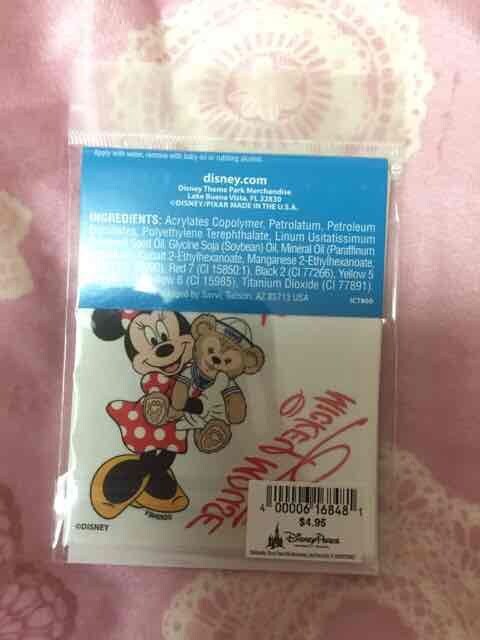 Apply with water, remove with baby oil or rubbing alcohol.
disney.com
Disney Theme Park Merchandise
Lake Buena Vista, FL 32830
©DISNEY/PIXAR MADE IN THE U.S.A.
INGREDIENTS: Acrylates Copolymer, Petrolatum, Petroleum
Polyethylene Terephthalate, Linum Usitatissimum
Seed Oil, Glycine Soja (Soybean) Oil, Mineral Oil (Paraffinum
Cobalt 2-Ethylhexanoate, Manganese 2-Ethylhexanoate,
Red 7 (CI 15850:1), Black 2 (CI 77266), Yellow 5
6 (CI 15985), Titanium Dioxide (CI 77891)
by Savvi, Tucson, AZ 85713 USA
©DISNEY
MICKEY MOUSE
4 00006 16848 1
$4.95
Disney Parks